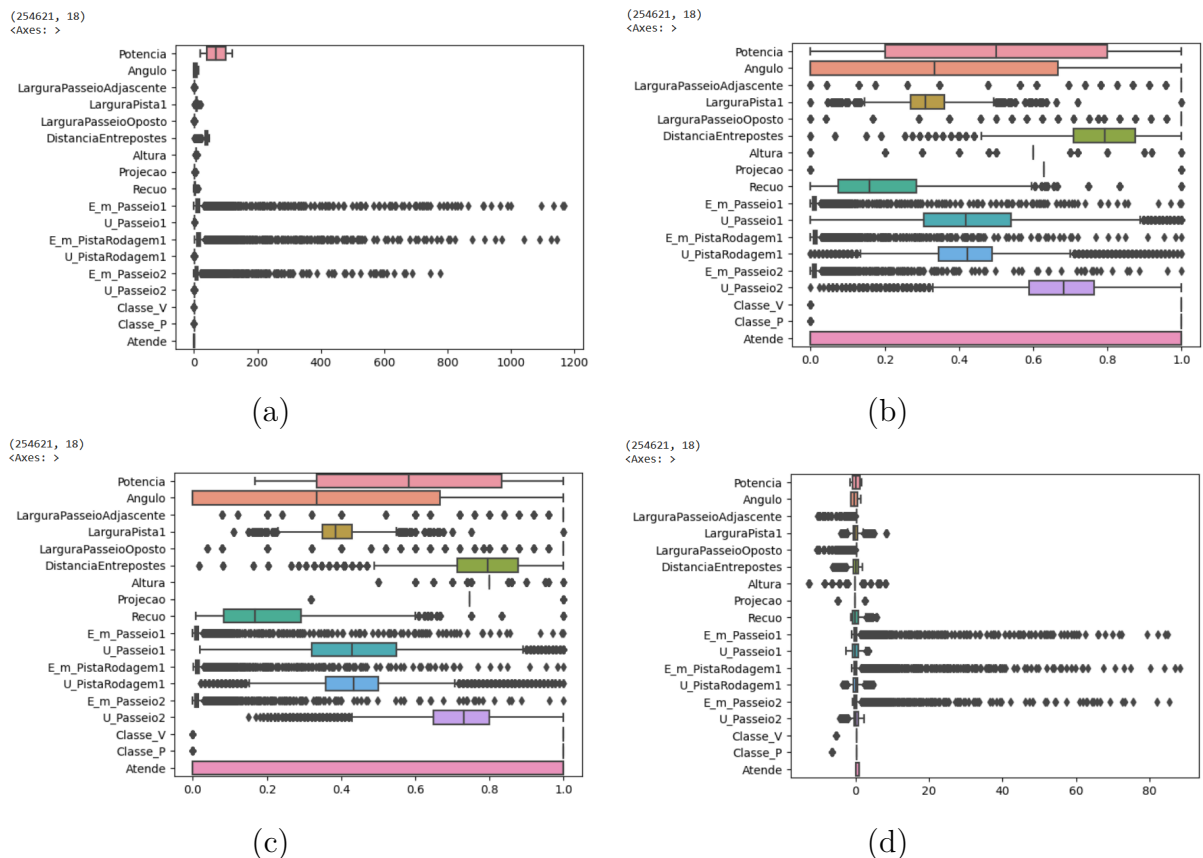 (254621, 18)
<Axes: >
Potencia
Angulo
LarguraPasseioAdjascente
LarguraPista1
LarguraPasseioOposto
DistanciaEntrepostes
Altura
Projecao
Recuo
E_m_Passeio1
U_Passeio1
E_m_PistaRodagem1
U_PistaRodagem1
E_m_Passeio2
U_Passeio2
Classe_V
Classe_P
Atende
0 200 400 600 800 1000 1200
(a)
(254621, 18)
<Axes: >
Potencia
Angulo
LarguraPasseioAdjascente
LarguraPista1
LarguraPasseioOposto
DistanciaEntrepostes
Altura
Projecao
Recuo
E_m_Passeio1
U_Passeio1
E_m_PistaRodagem1
U_PistaRodagem1
E_m_Passeio2
U_Passeio2
Classe_V
Classe_P
Atende
0.0 0.2 0.4 0.6 0.8 1.0
(b)
(254621, 18)
<Axes: >
Potencia
Angulo
LarguraPasseioAdjascente
LarguraPista1
LarguraPasseioOposto
DistanciaEntrepostes
Altura
Projecao
Recuo
E_m_Passeio1
U_Passeio1
E_m_PistaRodagem1
U_PistaRodagem1
E_m_Passeio2
U_Passeio2
Classe_V
Classe_P
Atende
0.0 0.2 0.4 0.6 0.8 1.0
(c)
(254621, 18)
<Axes: >
Potencia
Angulo
LarguraPasseioAdjascente
LarguraPista1
LarguraPasseioOposto
DistanciaEntrepostes
Altura
Projecao
Recuo
E_m_Passeio1
U_Passeio1
E_m_PistaRodagem1
U_PistaRodagem1
E_m_Passeio2
U_Passeio2
Classe_V
Classe_P
Atende
0 20 40 60 80
(d)